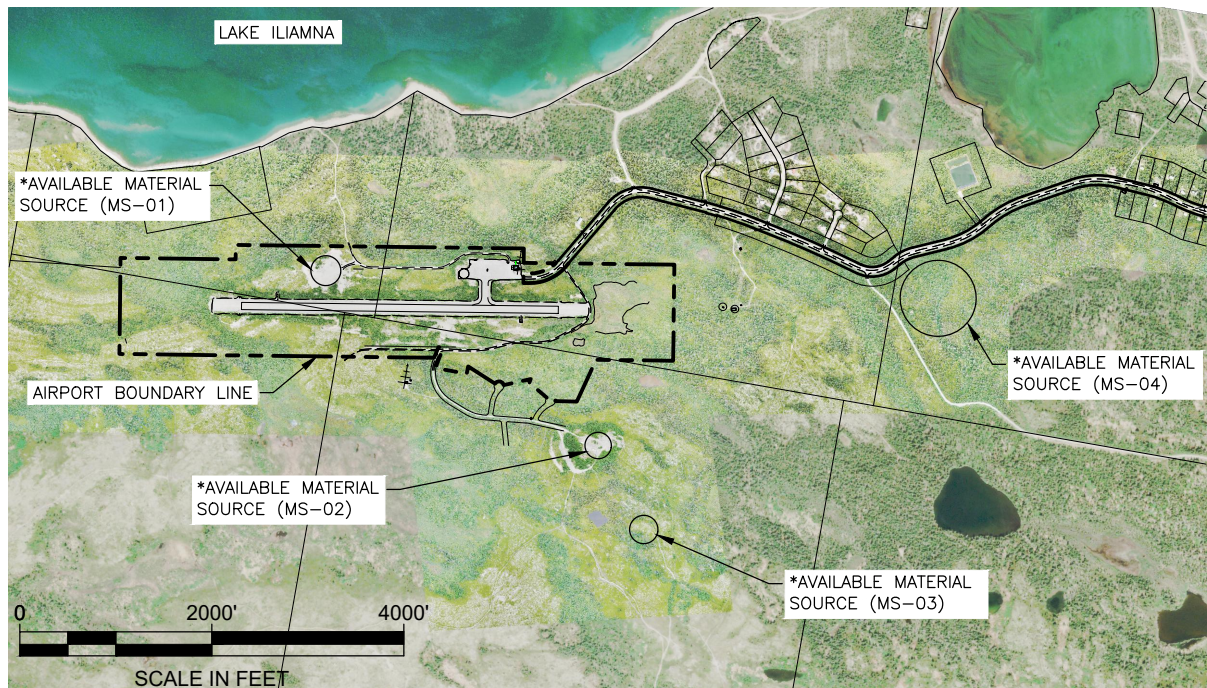 LAKE ILIAMNA
*AVAILABLE MATERIAL
SOURCE (MS-01)
*AVAILABLE MATERIAL
SOURCE (MS-04)
AIRPORT BOUNDARY LINE
*AVAILABLE MATERIAL
SOURCE (MS-02)
*AVAILABLE MATERIAL
SOURCE (MS-03)
0 2000' 4000'
SCALE IN FEET